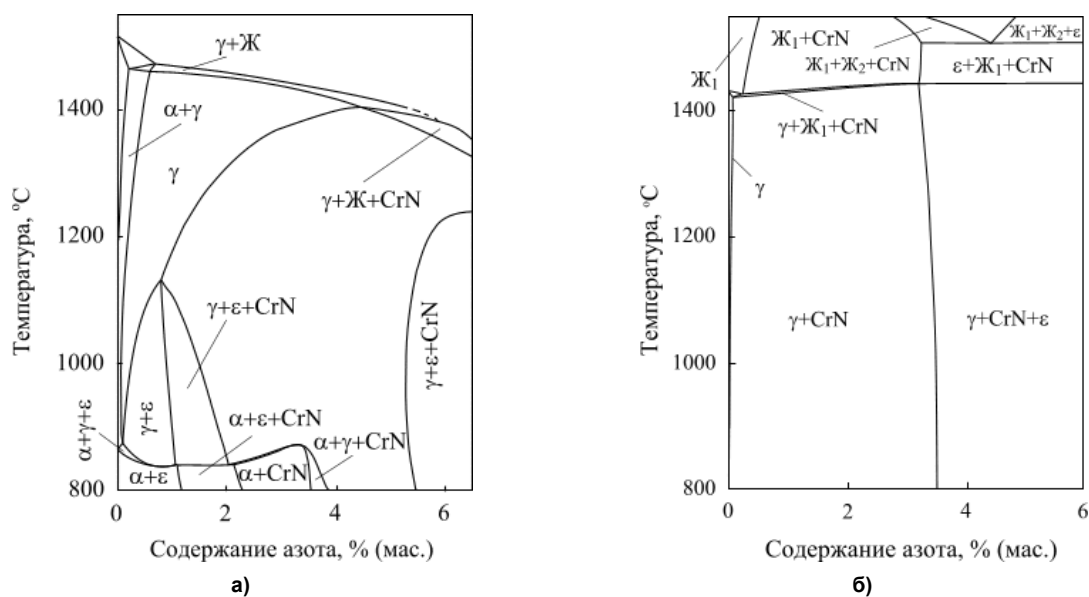 γ+Ж
1400
α+γ
γ
γ+Ж+CrN
Температура, °C
1200
γ+ε+CrN
γ+ε+CrN
1000
α+γ+ε
γ+ε
α+ε+CrN
α+γ+CrN
α+ε
α+CrN
800
0
2
4
6
Содержание азота, % (мас.)
а)
Ж₁+CrN
Ж₁+Ж₂+ε
Ж₁
Ж₁+Ж₂+CrN
ε+Ж₁+CrN
1400
γ+Ж₁+CrN
γ
Температура, °C
1200
γ+CrN
γ+CrN+ε
1000
800
0
2
4
6
Содержание азота, % (мас.)
б)